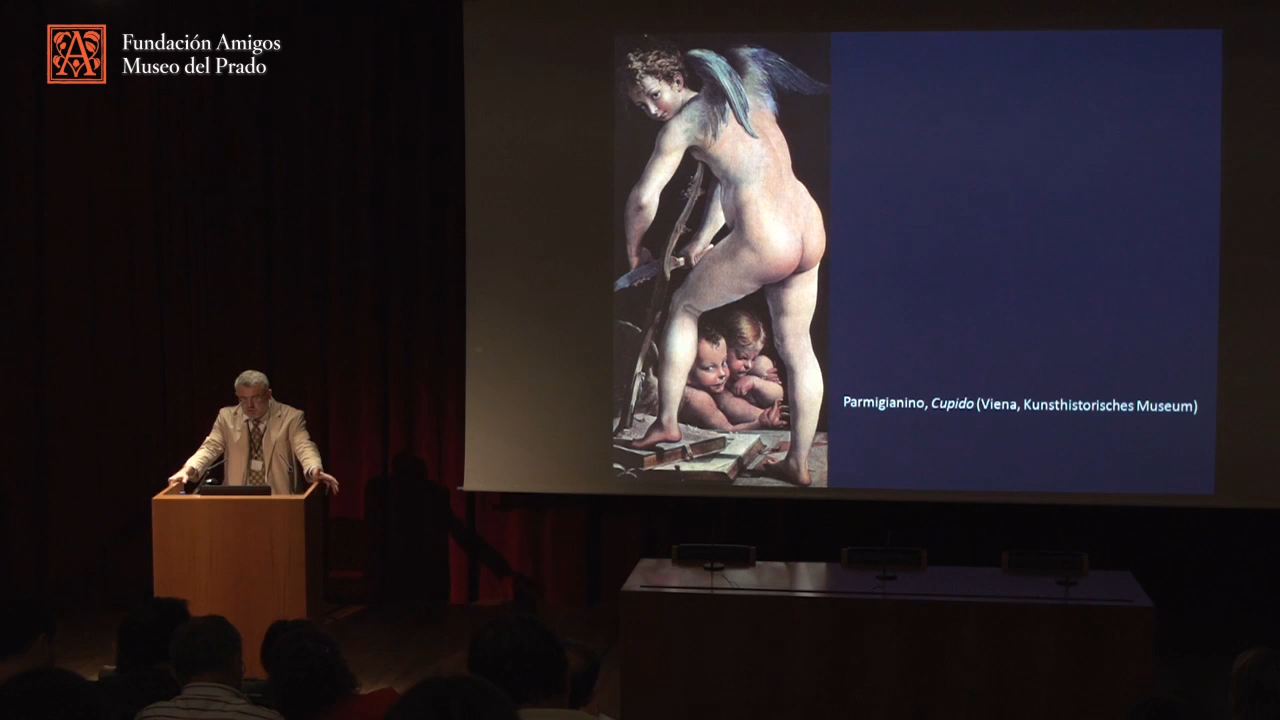 Fundación Amigos
Museo del Prado
Parmigianino, Cupido (Viena, Kunsthistorisches Museum)